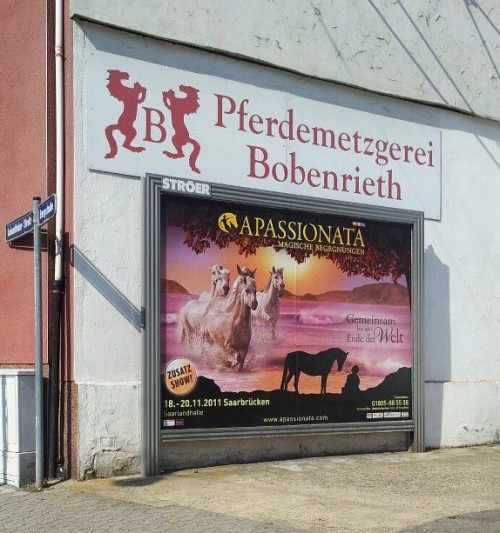 B
Pferdemetzgerei
Bobenrieth
STRÖER
APASSIONATA
MAGISCHE BEGEGNUNGEN
Gemeinsam
bis ans
Ende der Welt
ZUSATZ
SHOW!
18.-20.2011 Saarbrücken
Saarlandhalle
www.apassionata.com